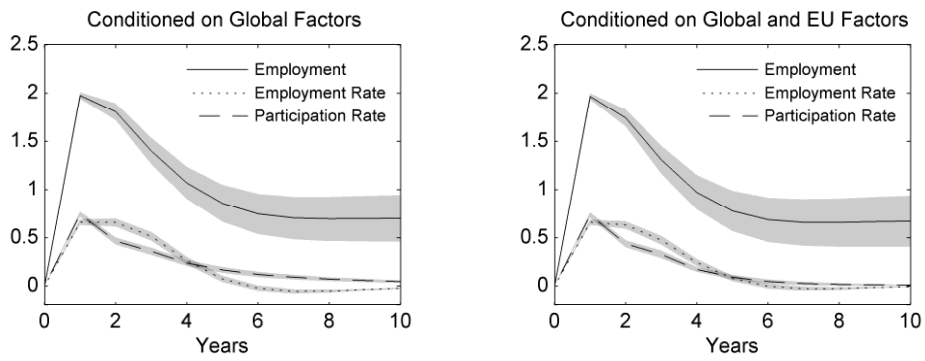 Conditioned on Global Factors
2.5
2
1.5
1
0.5
0
Employment
Employment Rate
Participation Rate
0 2 4 6 8 10
Years
Conditioned on Global and EU Factors
2.5
2
1.5
1
0.5
0
Employment
Employment Rate
Participation Rate
0 2 4 6 8 10
Years